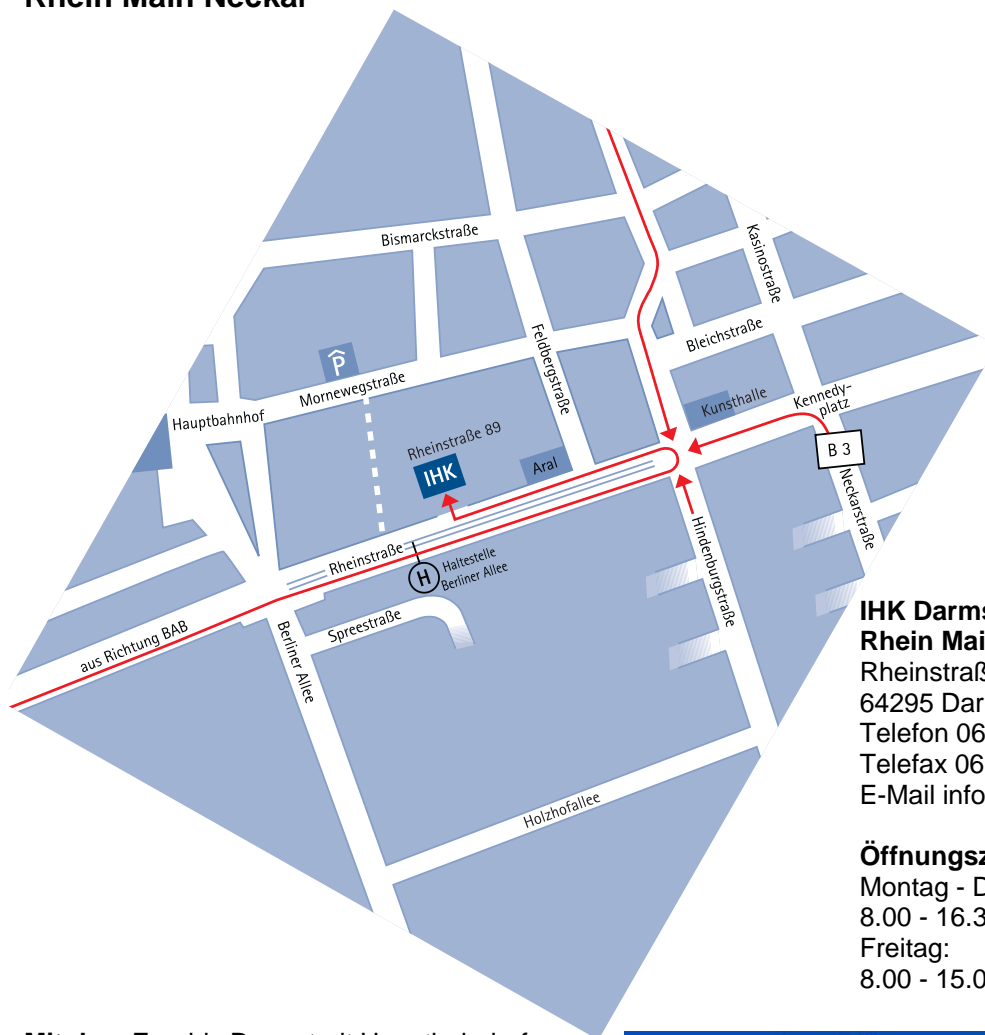 Rhein Main Neckar
Bismarckstraße
Kasinostraße
Feldbergstraße
Bleichstraße
P
Mornewegstraße
Hauptbahnhof
Kunsthalle
Kennedy-
platz
Rheinstraße 89
IHK
Aral
B 3
Neckarstraße
Rheinstraße
H
Haltestelle
Berliner Allee
Hindenburgstraße
Spreestraße
Berliner Allee
aus Richtung BAB
Holzhofallee
IHK Darms
Rhein Mai
Rheinstraß
64295 Dar
Telefon 06
Telefax 06
E-Mail info
Öffnungsz
Montag - D
8.00 - 16.3
Freitag:
8.00 - 15.0